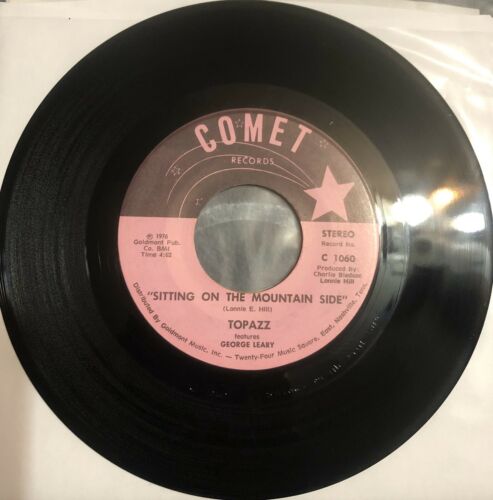 COMET
RECORDS
℗ 1976
Goldmont Pub.
Co. BMI
Time 4:02
STEREO
Record No.
C 1060
Produced By:
Charlie Bledsoe
Lonnie Hill
"SITTING ON THE MOUNTAIN SIDE"
(Lonnie E. Hill)
TOPAZZ
features
GEORGE LEARY
Distributed By Goldmont Music, Inc. — Twenty-Four Music Square, East, Nashville, Tenn.